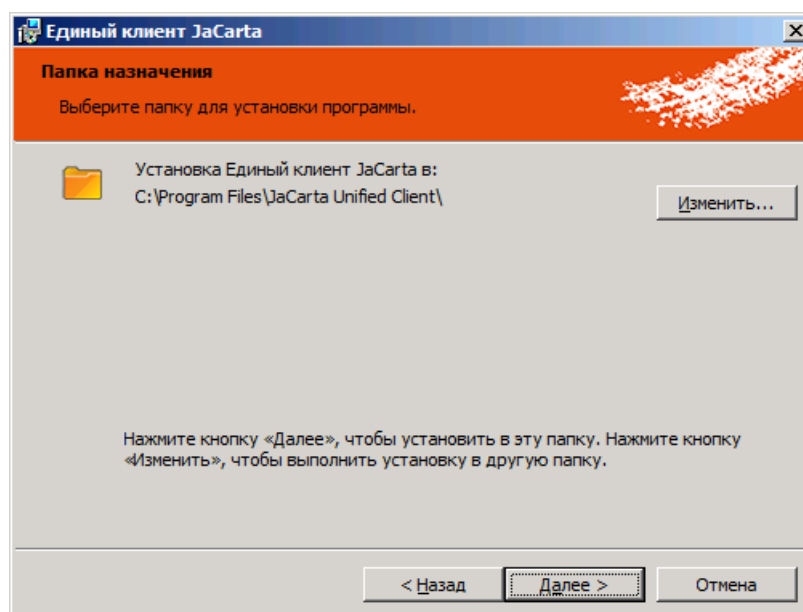 Единый клиент JaCarta
Папка назначения
Выберите папку для установки программы.
Установка Единый клиент JaCarta в:
C:\Program Files\JaCarta Unified Client\
Изменить...
Нажмите кнопку «Далее», чтобы установить в эту папку. Нажмите кнопку
«Изменить», чтобы выполнить установку в другую папку.
< Назад
Далее >
Отмена